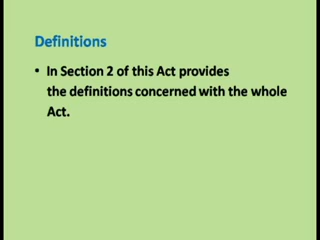 Definitions
• In Section 2 of this Act provides
the definitions concerned with the whole
Act.